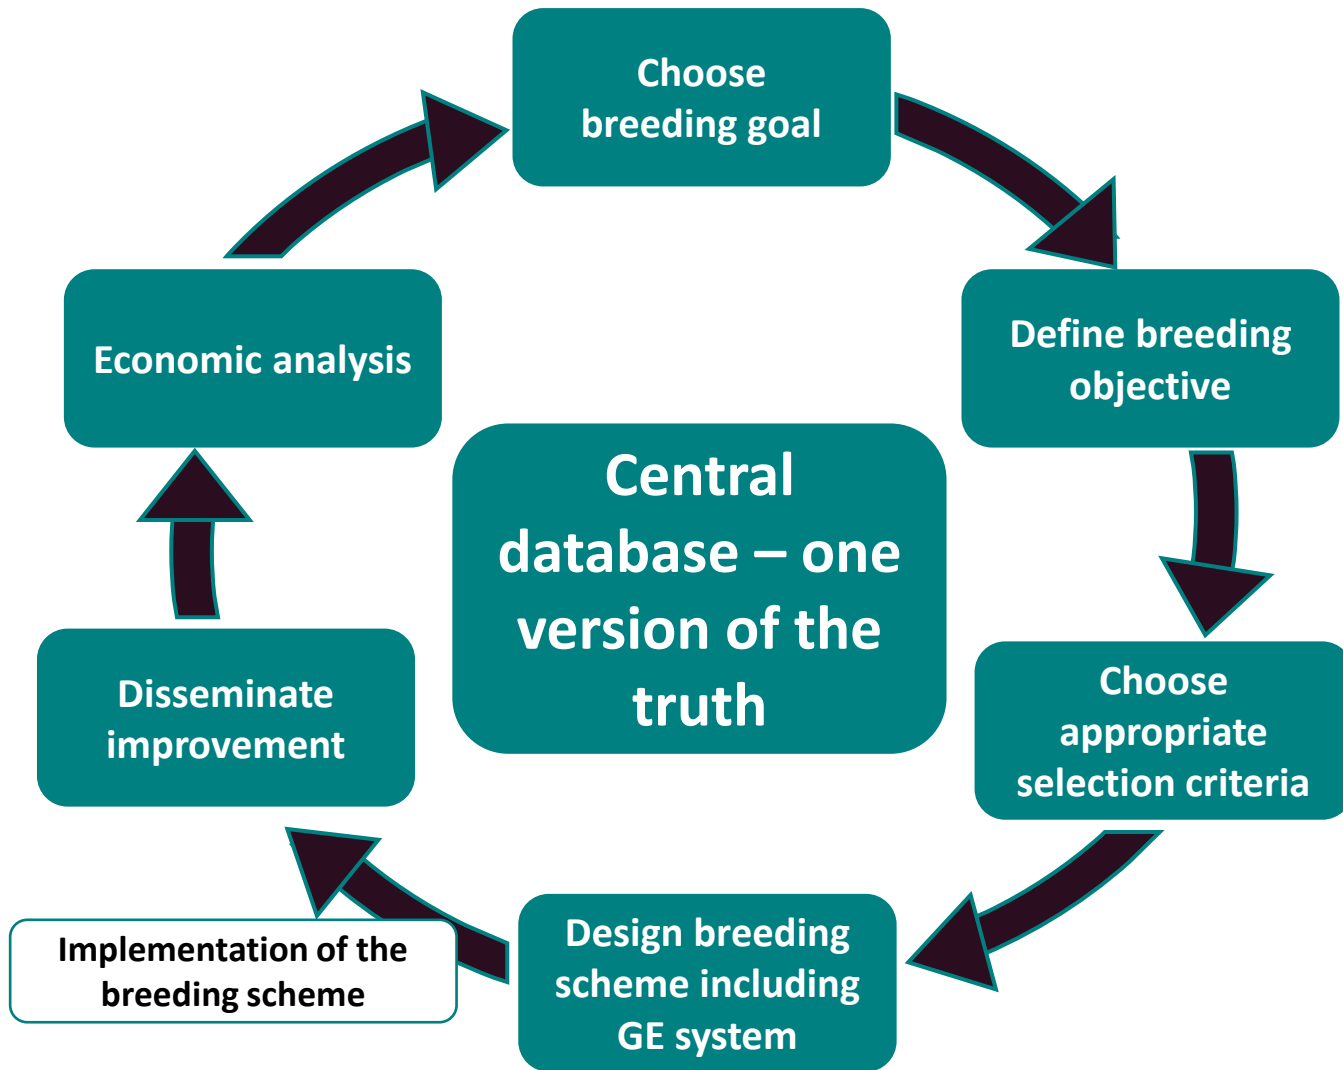 Choose
breeding goal
Define breeding
objective
Choose
appropriate
selection criteria
Design breeding
scheme including
GE system
Implementation of the
breeding scheme
Disseminate
improvement
Economic analysis
Central
database – one
version of the
truth